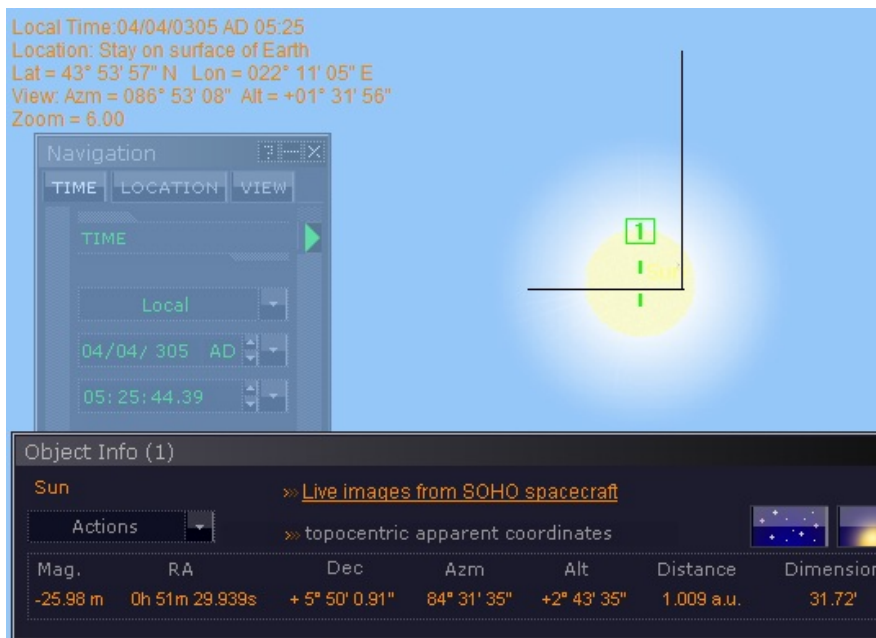 Local Time:04/04/0305 AD 05:25
Location: Stay on surface of Earth
Lat = 43° 53' 57" N Lon = 022° 11' 05" E
View: Azm = 086° 53' 08" Alt = +01° 31' 56"
Zoom = 6.00
Navigation
TIME LOCATION VIEW
TIME
Local
04/04/ 305 AD
05:25:44.39
1
Sun
Object Info (1)
Sun
»» Live images from SOHO spacecraft
Actions
»» topocentric apparent coordinates
Mag. RA Dec Azm Alt Distance Dimension
-25.98 m 0h 51m 29.939s + 5° 50' 0.91" 84° 31' 35" +2° 43' 35" 1.009 a.u. 31.72'